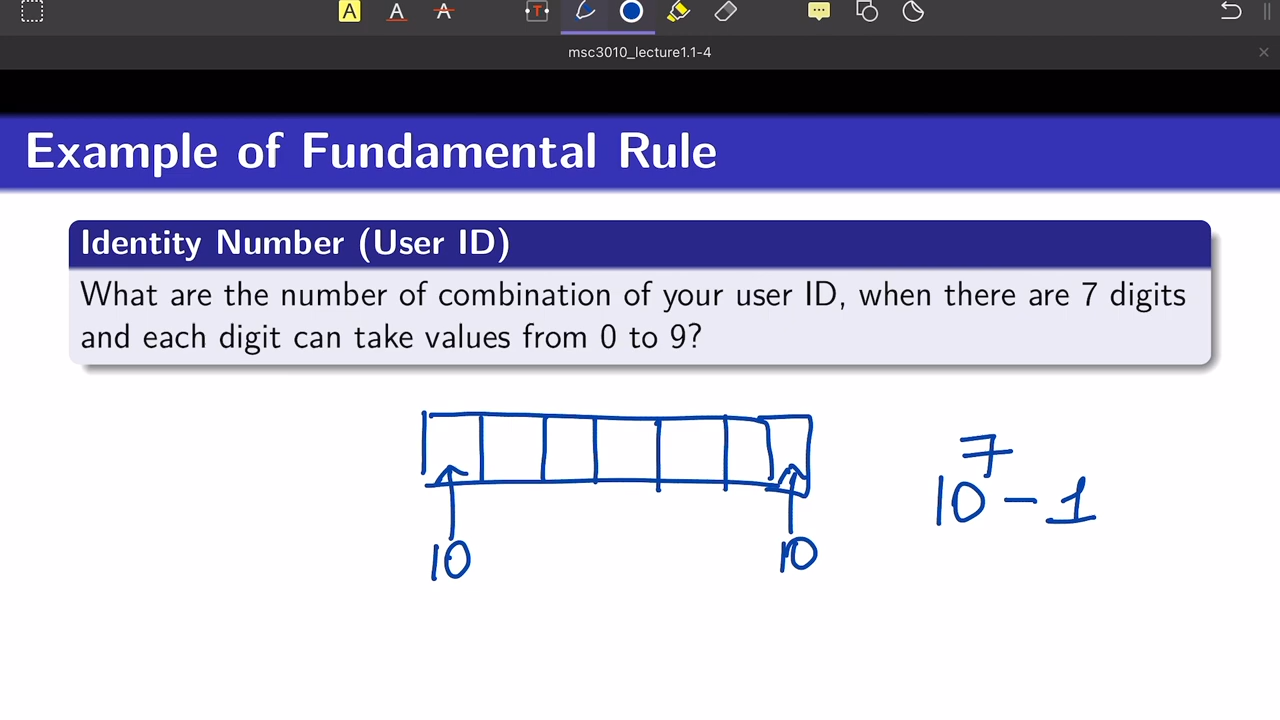 A A A T
msc3010_lecture1.1-4
Example of Fundamental Rule
Identity Number (User ID)
What are the number of combination of your user ID, when there are 7 digits
and each digit can take values from 0 to 9?
7
10 - 1
10 10